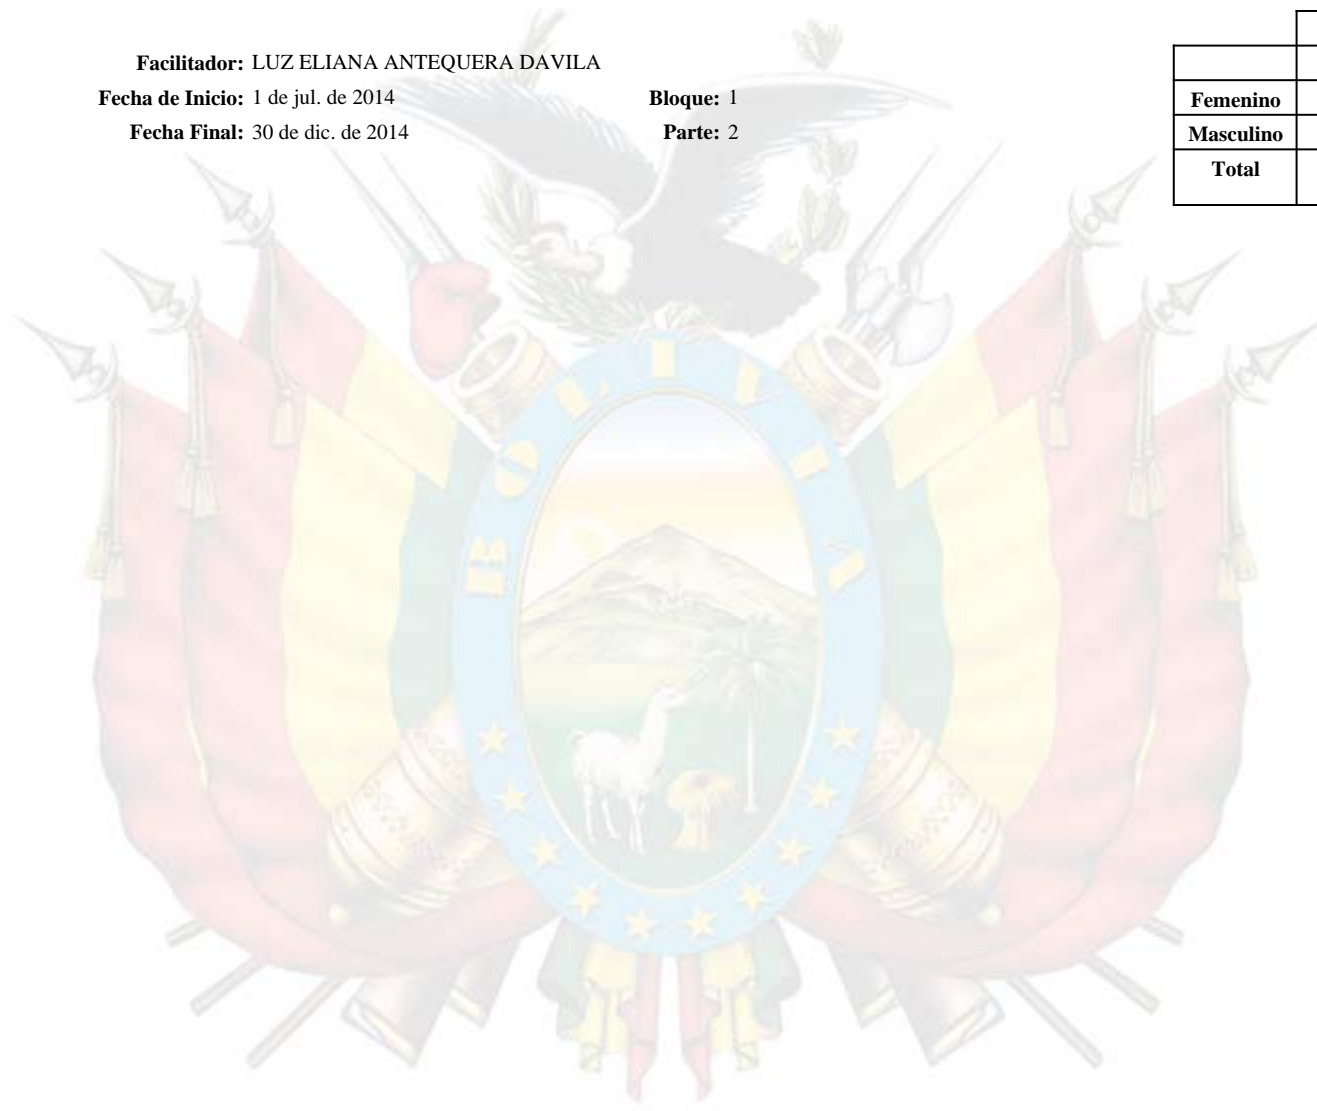 Facilitador: LUZ ELIANA ANTEQUERA DAVILA
Fecha de Inicio: 1 de jul. de 2014 Bloque: 1
Fecha Final: 30 de dic. de 2014 Parte: 2
Femenino
Masculino
Total
BOLIVIA